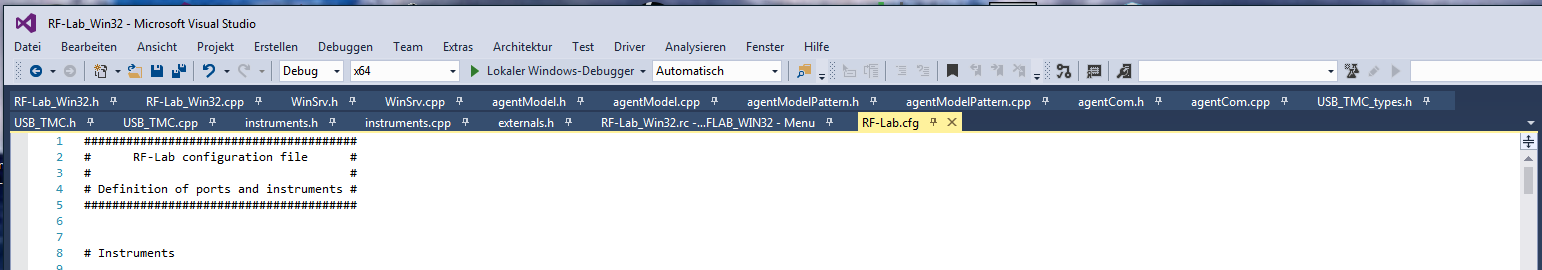 RF-Lab_Win32 - Microsoft Visual Studio
Datei Bearbeiten Ansicht Projekt Erstellen Debuggen Team Extras Architektur Test Driver Analysieren Fenster Hilfe
Debug x64 Lokaler Windows-Debugger Automatisch
RF-Lab_Win32.h RF-Lab_Win32.cpp WinSrv.h WinSrv.cpp agentModel.h agentModel.cpp agentModelPattern.h agentModelPattern.cpp agentCom.h agentCom.cpp USB_TMC_types.h
USB_TMC.h USB_TMC.cpp instruments.h instruments.cpp externals.h RF-Lab_Win32.rc -...FLAB_WIN32 - Menu RF-Lab.cfg
1 #######################################
2 # RF-Lab configuration file #
3 # #
4 # Definition of ports and instruments #
5 #######################################
6
7
8 # Instruments
9